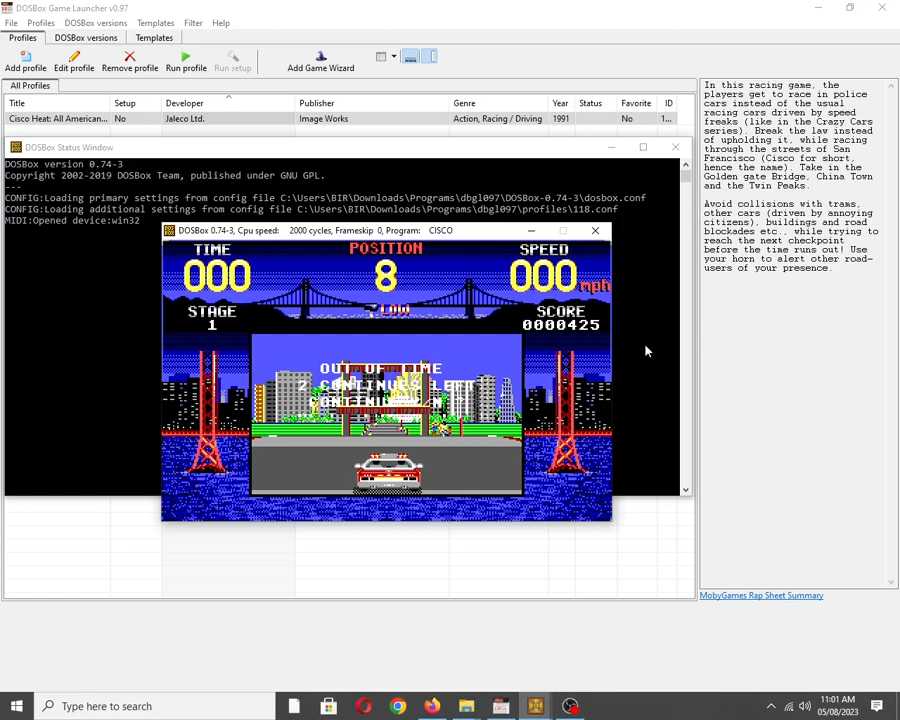 DOSBox Game Launcher v0.97
File Profiles DOSBox versions Templates Filter Help
Profiles DOSBox versions Templates
Add profile Edit profile Remove profile Run profile Run setup Add Game Wizard
All Profiles
Title Setup Developer Publisher Genre Year Status Favorite ID
Cisco Heat: All American... No Jaleco Ltd. Image Works Action, Racing / Driving 1991 No 1...
DOSBox Status Window
DOSBox version 0.74-3
Copyright 2002-2019 DOSBox Team, published under GNU GPL.
---
CONFIG:Loading primary settings from config file C:\Users\BIR\Downloads\Programs\dbgl097\DOSBox-0.74-3\dosbox.conf
CONFIG:Loading additional settings from config file C:\Users\BIR\Downloads\Programs\dbgl097\profiles\118.conf
MIDI:Opened device:win32
DOSBox 0.74-3, Cpu speed: 2000 cycles, Frameskip 0, Program: CISCO
TIME POSITION SPEED
000 8 000 mph
LOW
STAGE SCORE
1 0000425
OUT OF TIME
2 CONTINUES LEFT
CONTINUE
In this racing game, the
players get to race in police
cars instead of the usual
racing cars driven by speed
freaks (like in the Crazy Cars
series). Break the law instead
of upholding it, while racing
through the streets of San
Francisco (Cisco for short,
hence the name). Take in the
Golden gate Bridge, China Town
and the Twin Peaks.
Avoid collisions with trams,
other cars (driven by annoying
citizens), buildings and road
blockades etc., while trying to
reach the next checkpoint
before the time runs out! Use
your horn to alert other road-
users of your presence.
MobyGames Rap Sheet Summary
Type here to search
11:01 AM
05/08/2023